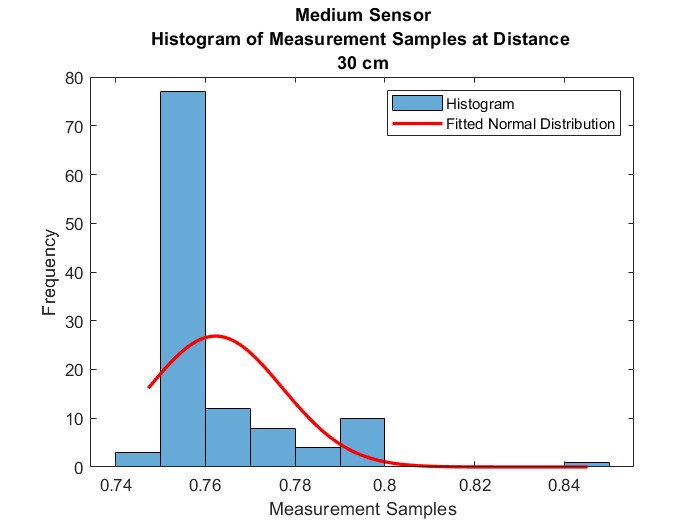 Medium Sensor
Histogram of Measurement Samples at Distance
30 cm
Histogram
Fitted Normal Distribution
Frequency
80
70
60
50
40
30
20
10
0
0.74 0.76 0.78 0.8 0.82 0.84
Measurement Samples